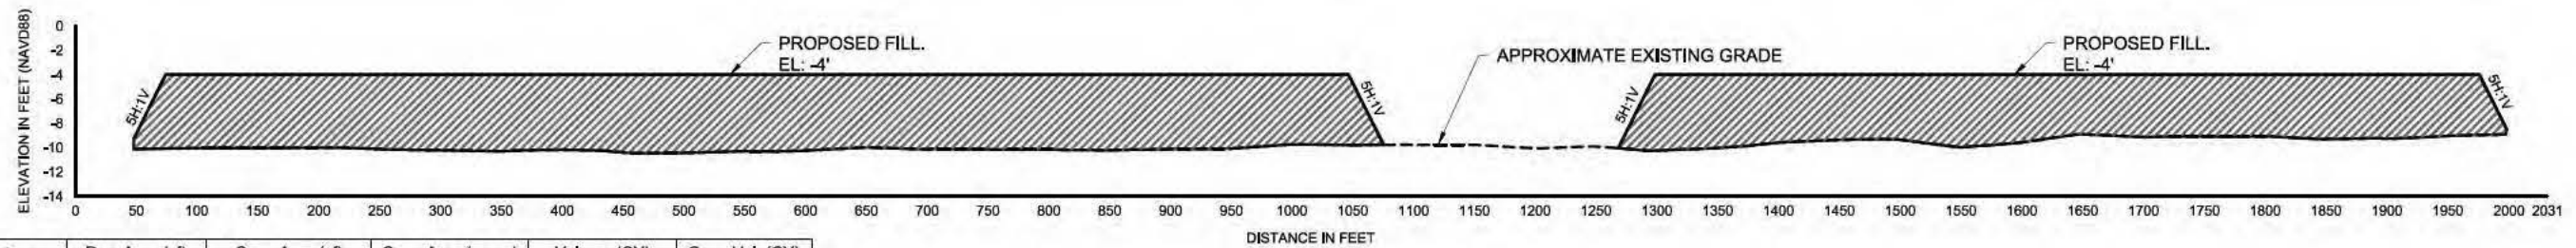 ELEVATION IN FEET (NAVD88)
0
-2
-4
-6
-8
-10
-12
-14
PROPOSED FILL.
EL: -4'
APPROXIMATE EXISTING GRADE
PROPOSED FILL.
EL: -4'
5H:1V
5H:1V
5H:1V
5H:1V
0 50 100 150 200 250 300 350 400 450 500 550 600 650 700 750 800 850 900 950 1000 1050 1100 1150 1200 1250 1300 1350 1400 1450 1500 1550 1600 1650 1700 1750 1800 1850 1900 1950 2000 2031
DISTANCE IN FEET